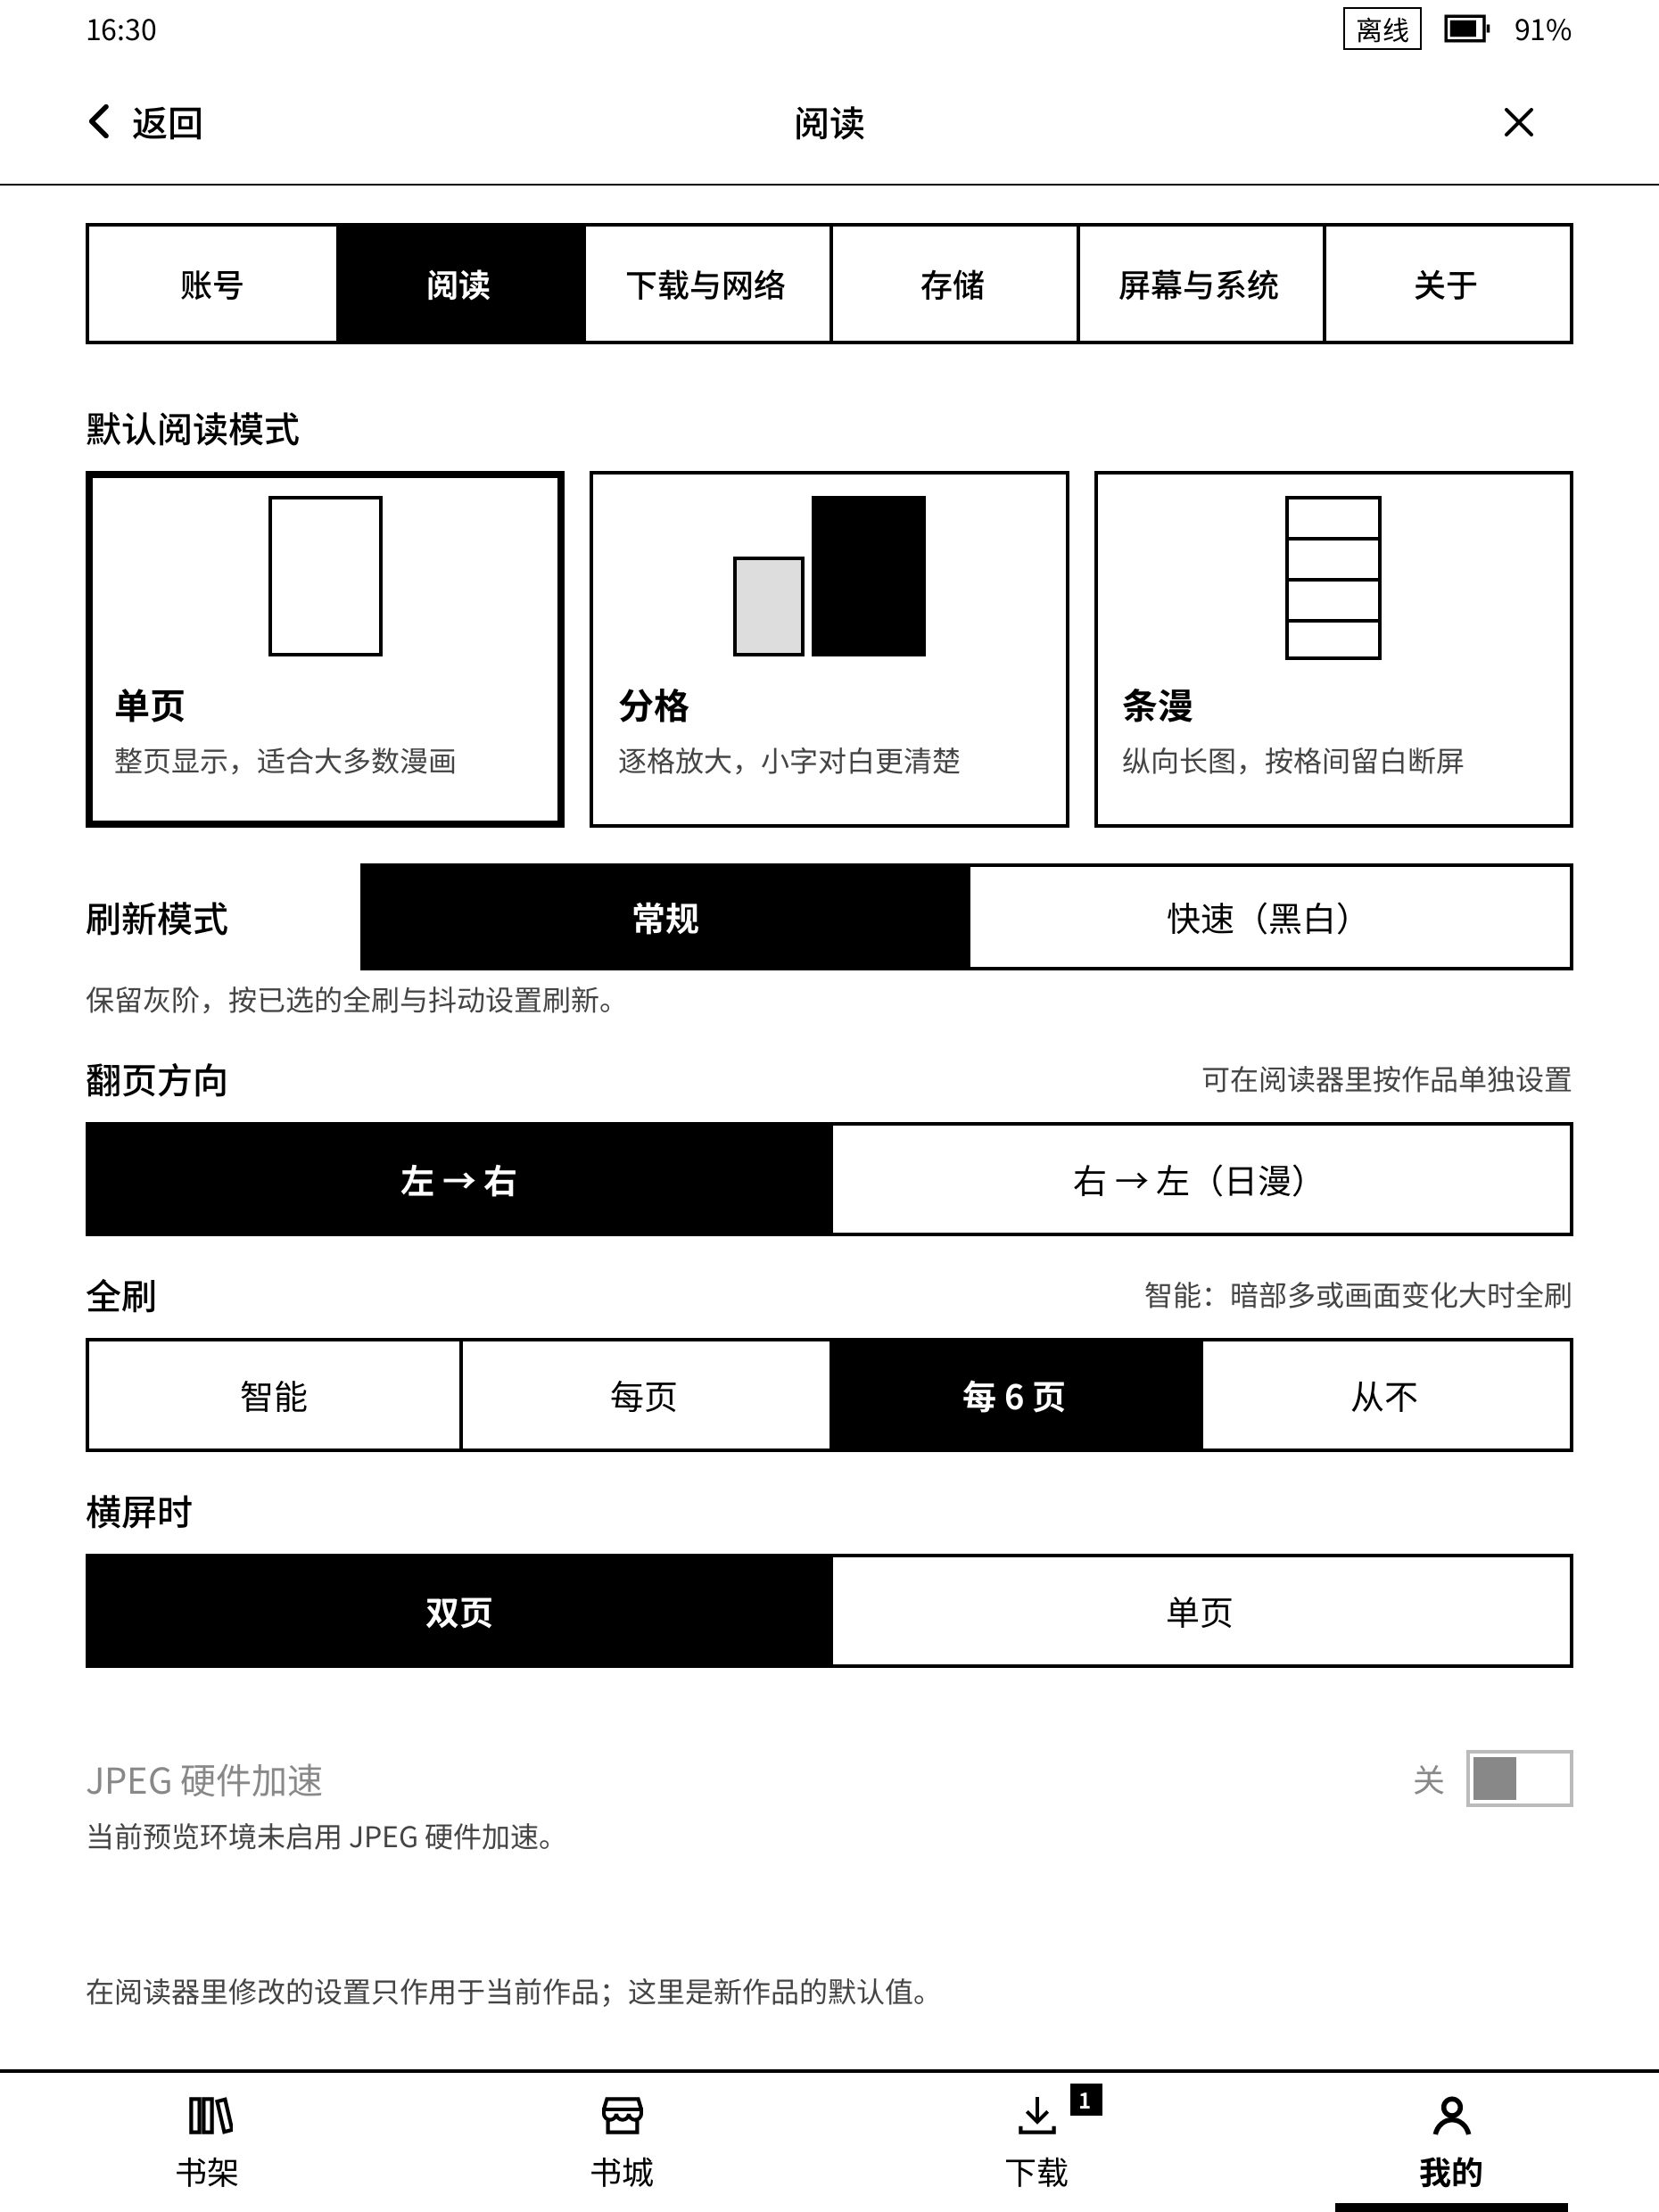 16:30 离线 91%
返回 阅读
账号 阅读 下载与网络 存储 屏幕与系统 关于
默认阅读模式
单页 分格 条漫
整页显示，适合大多数漫画 逐格放大，小字对白更清楚 纵向长图，按格间留白断屏
刷新模式 常规 快速（黑白）
保留灰阶，按已选的全刷与抖动设置刷新。
翻页方向 可在阅读器里按作品单独设置
左 → 右 右 → 左（日漫）
全刷 智能：暗部多或画面变化大时全刷
智能 每页 每 6 页 从不
横屏时
双页 单页
JPEG 硬件加速 关
当前预览环境未启用 JPEG 硬件加速。
在阅读器里修改的设置只作用于当前作品；这里是新作品的默认值。
1
书架 书城 下载 我的